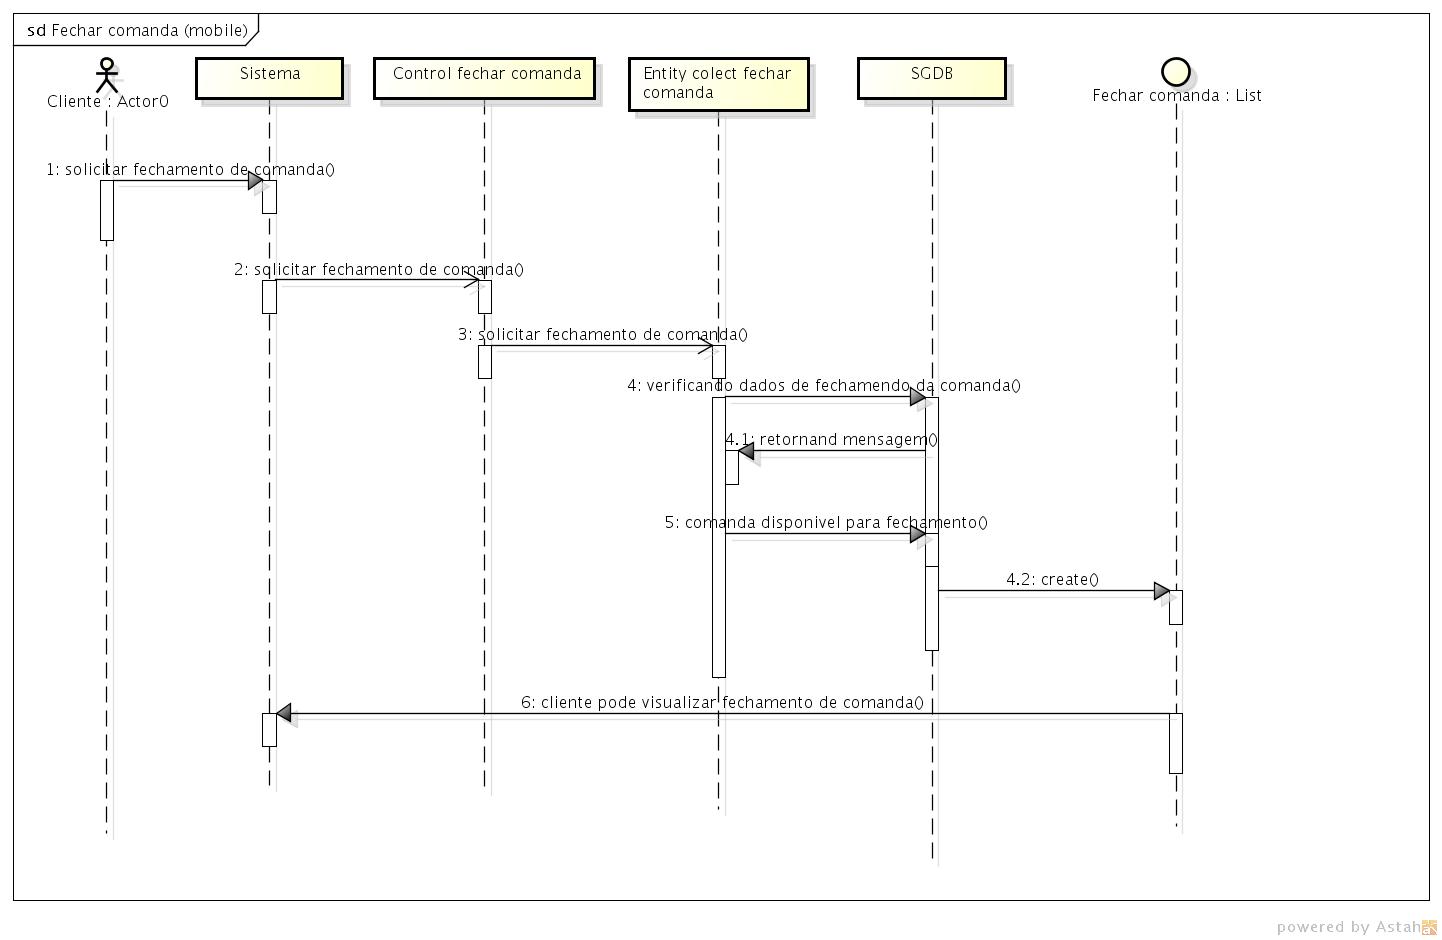 sd Fechar comanda (mobile)
Cliente : Actor0
Sistema
Control fechar comanda
Entity colect fechar
comanda
SGDB
Fechar comanda : List
1: solicitar fechamento de comanda()
2: solicitar fechamento de comanda()
3: solicitar fechamento de comanda()
4: verificando dados de fechamendo da comanda()
4.1: retornand mensagem()
5: comanda disponivel para fechamento()
4.2: create()
6: cliente pode visualizar fechamento de comanda()
powered by Astah